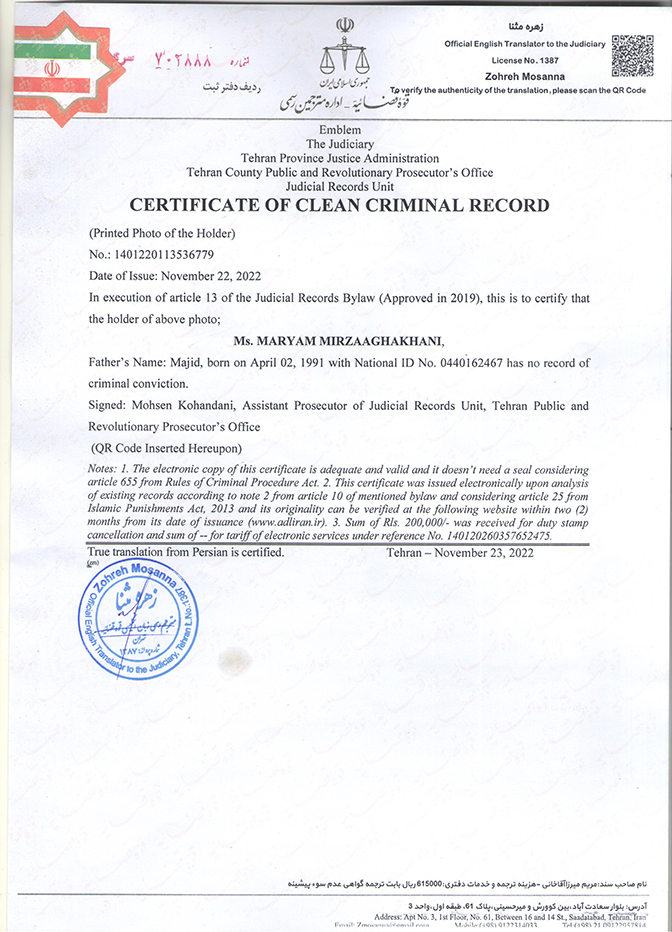 زهره مثنا
Official English Translator to the Judiciary
License No. 1387
Zohreh Mosanna
To verify the authenticity of the translation, please scan the QR Code
شماره ۷۰۲۸۸۸
ردیف دفتر ثبت
جمهوری اسلامی ایران
قوه قضائیه - اداره مترجمین رسمی
Emblem
The Judiciary
Tehran Province Justice Administration
Tehran County Public and Revolutionary Prosecutor's Office
Judicial Records Unit
CERTIFICATE OF CLEAN CRIMINAL RECORD
(Printed Photo of the Holder)
No.: 1401220113536779
Date of Issue: November 22, 2022
In execution of article 13 of the Judicial Records Bylaw (Approved in 2019), this is to certify that
the holder of above photo;
Ms. MARYAM MIRZAAGHAKHANI,
Father's Name: Majid, born on April 02, 1991 with National ID No. 0440162467 has no record of
criminal conviction.
Signed: Mohsen Kohandani, Assistant Prosecutor of Judicial Records Unit, Tehran Public and
Revolutionary Prosecutor's Office
(QR Code Inserted Hereupon)
Notes: 1. The electronic copy of this certificate is adequate and valid and it doesn't need a seal considering
article 655 from Rules of Criminal Procedure Act. 2. This certificate was issued electronically upon analysis
of existing records according to note 2 from article 10 of mentioned bylaw and considering article 25 from
Islamic Punishments Act, 2013 and its originality can be verified at the following website within two (2)
months from its date of issuance (www.adliran.ir). 3. Sum of Rls. 200,000/- was received for duty stamp
cancellation and sum of -- for tariff of electronic services under reference No. 140120260357652475.
True translation from Persian is certified. Tehran – November 23, 2022
Zohreh Mosanna
Official English Translator to the Judiciary, Tehran L.No.1387
زهره مثنا
تهران
نام صاحب سند: مریم میرزاآقاخانی - هزینه ترجمه و خدمات دفتری: 615000 ریال بابت ترجمه گواهی عدم سوء پیشینه
آدرس: بلوار سعادت آباد، بین کوورش و میرحسینی، پلاک 61، طبقه اول، واحد 3
Address: Apt No. 3, 1st Floor, No. 61, Between 16 and 14 St., Saadatabad, Tehran, Iran